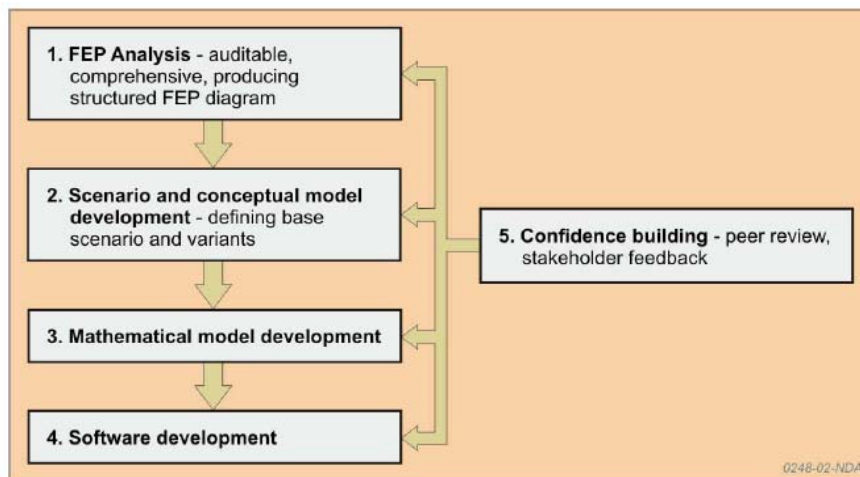 1. FEP Analysis - auditable,
comprehensive, producing
structured FEP diagram
2. Scenario and conceptual model
development - defining base
scenario and variants
5. Confidence building - peer review,
stakeholder feedback
3. Mathematical model development
4. Software development
0248-02-NDA